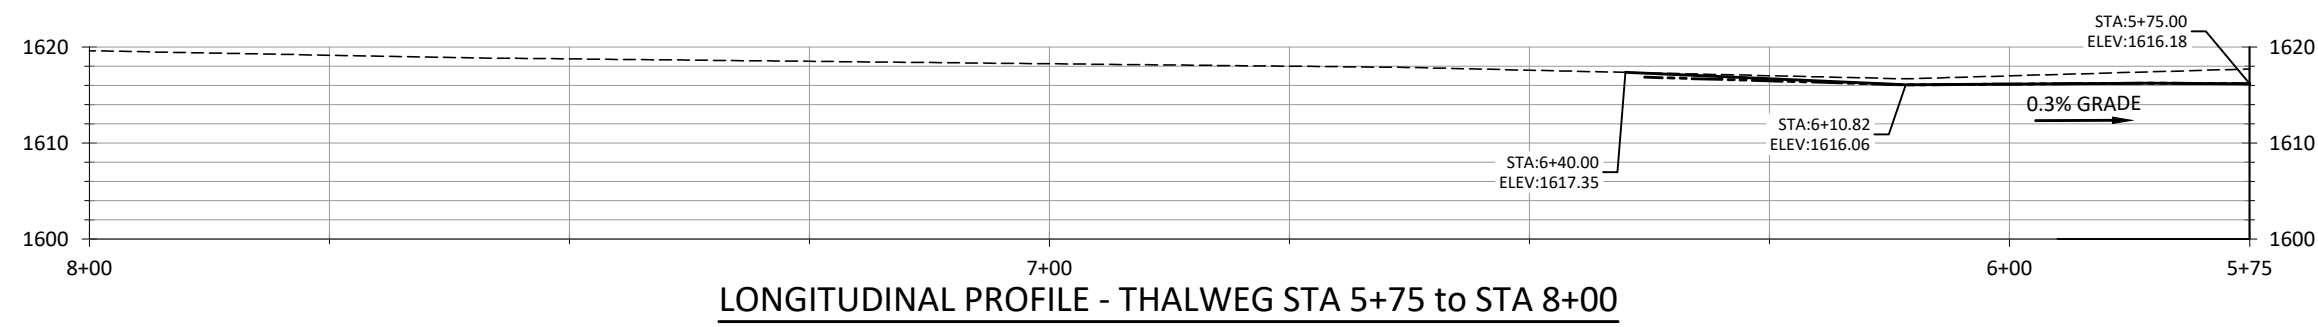 STA:5+75.00
ELEV:1616.18
1620
1620
0.3% GRADE
STA:6+10.82
ELEV:1616.06
1610
1610
STA:6+40.00
ELEV:1617.35
1600
1600
8+00
7+00
6+00
5+75
LONGITUDINAL PROFILE - THALWEG STA 5+75 to STA 8+00